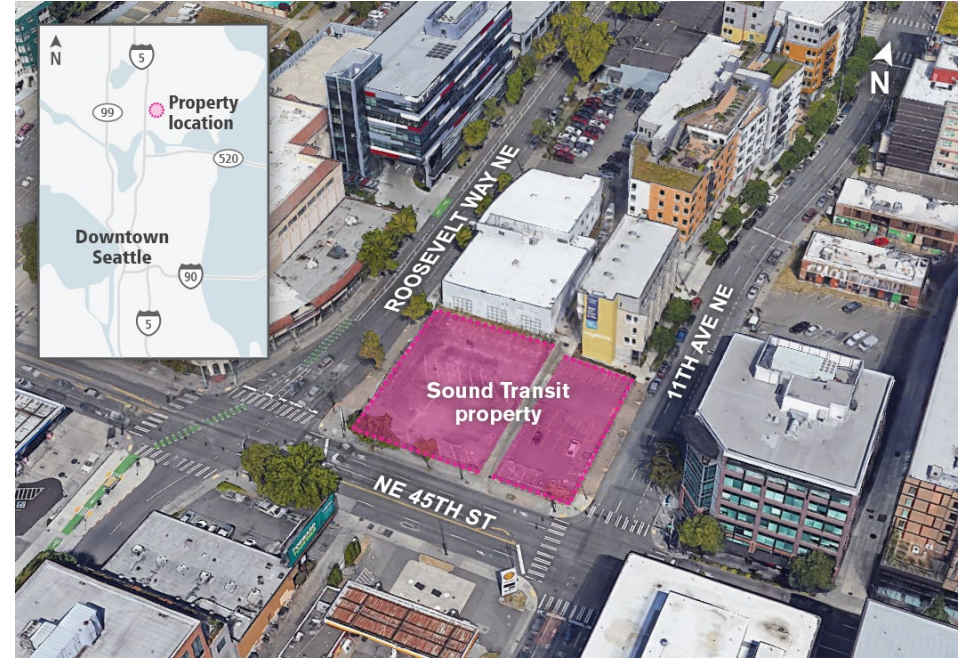 N
5
99
Property
location
520
Downtown
Seattle
90
5
N
ROOSEVELT WAY NE
11TH AVE NE
Sound Transit
property
NE 45TH ST